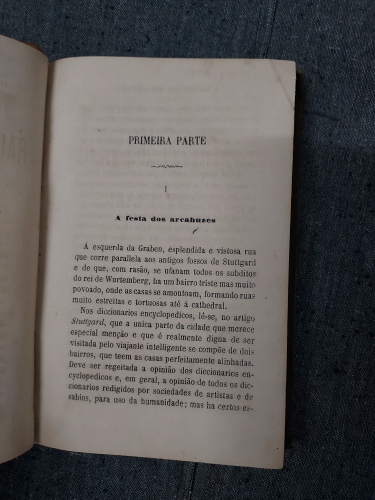 PRIMEIRA PARTE
I
A festa dos arcabuzes
Á esquerda da Graben, esplendida e vistosa rua
que corre parallela aos antigos fossos de Stuttgard
e de que, com rasão, se ufanam todos os subditos
do rei de Wurtemberg, ha um bairro triste mas muito
povoado, onde as casas se amontoam, formando ruas
muito estreitas e tortuosas até á cathedral.
Nos diccionarios encyclopedicos, lê-se, no artigo
Stuttgard, que a unica parte da cidade que merece
especial menção e que é realmente digna de ser
visitada pelo viajante intelligente se compõe de dois
bairros, que teem as casas perfeitamente alinhadas.
Deve ser regeitada a opinião dos diccionarios en-
cyclopedicos e, em geral, a opinião de todos os dic-
cionarios redigidos por sociedades de artistas e de
sabios, para uso da humanidade; mas ha certos es-